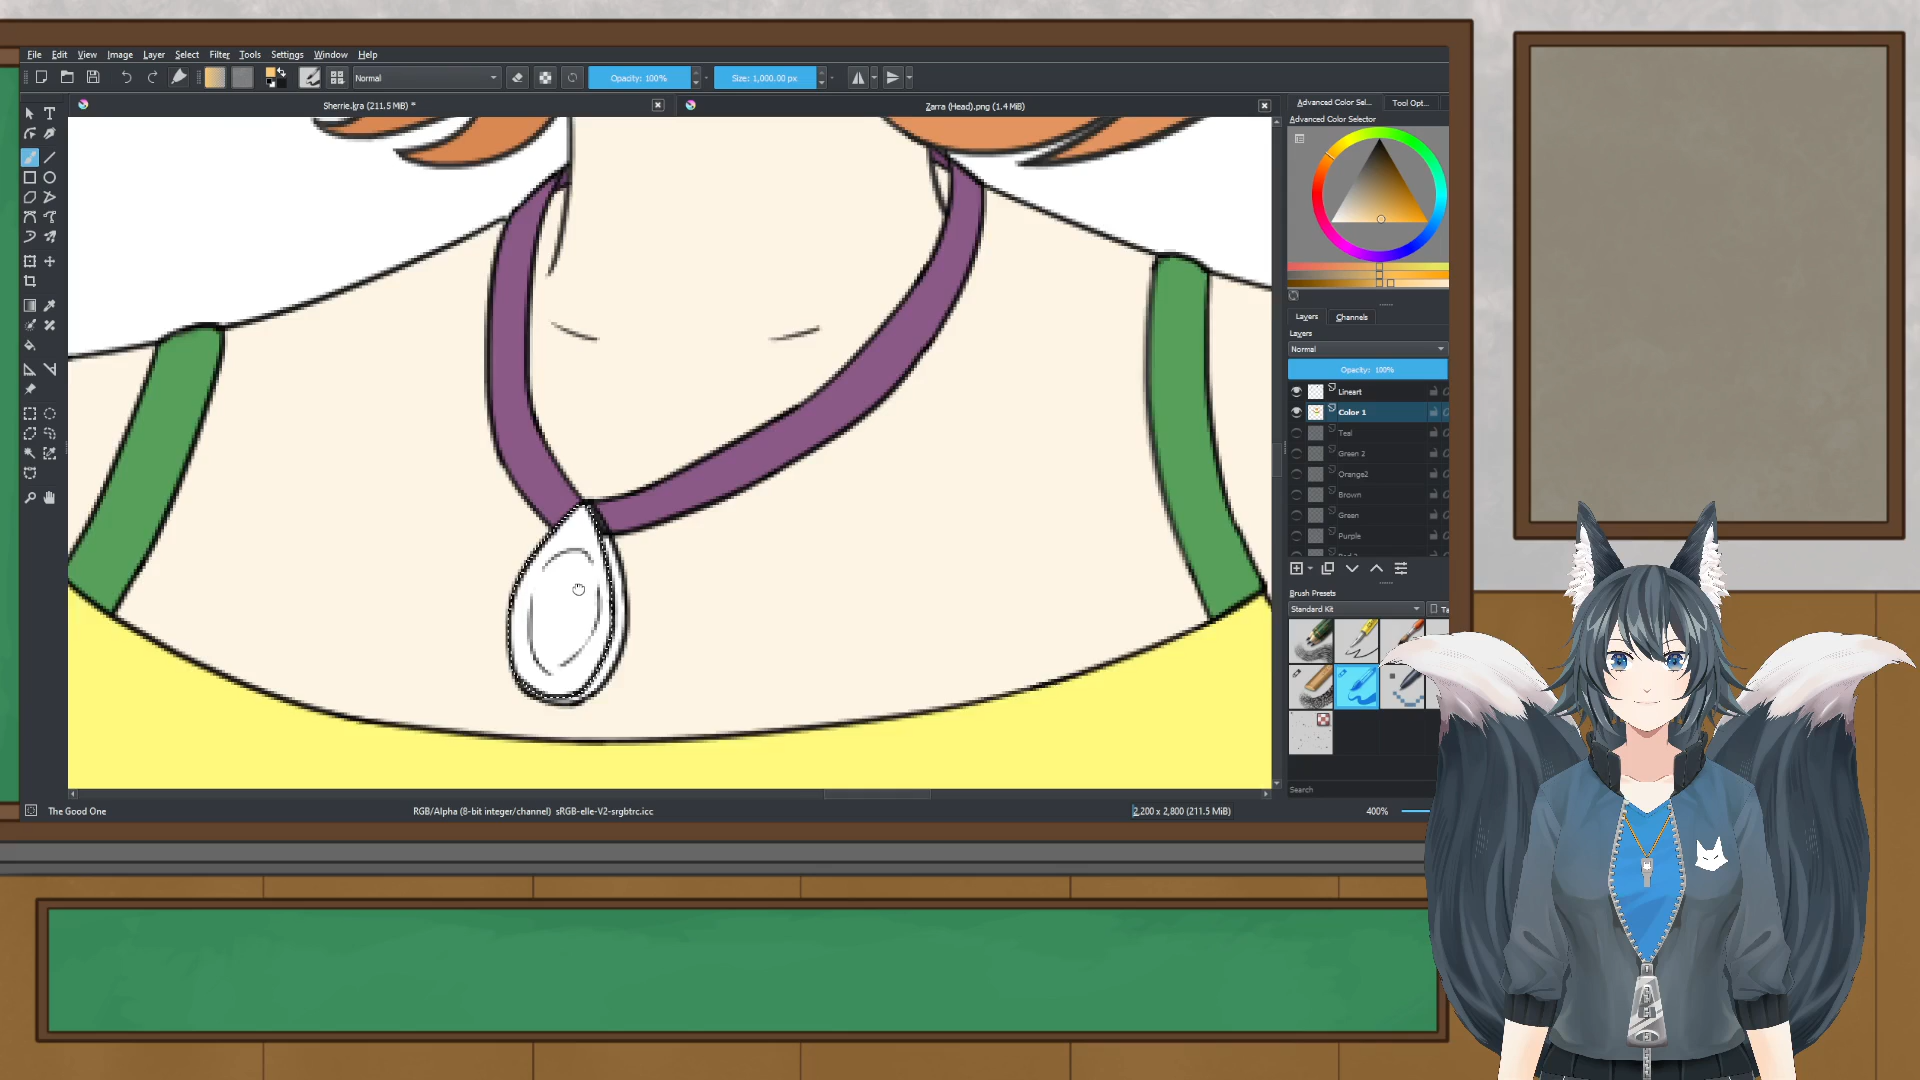 File Edit View Image Layer Select Filter Tools Settings Window Help
Normal
Opacity: 100%
Size: 1,000.00 px
Sherrie.kra (211.5 MiB) *
Zarra (Head).png (1.4 MiB)
Advanced Color Sel...
Tool Opt...
Advanced Color Selector
Layers
Channels
Layers
Normal
Opacity: 100%
Lineart
Color 1
Teal
Green 2
Orange2
Brown
Green
Purple
Brush Presets
Standard Kit
Ta
Search
The Good One
RGB/Alpha (8-bit integer/channel) sRGB-elle-V2-srgbtrc.icc
2,200 x 2,800 (211.5 MiB)
400%